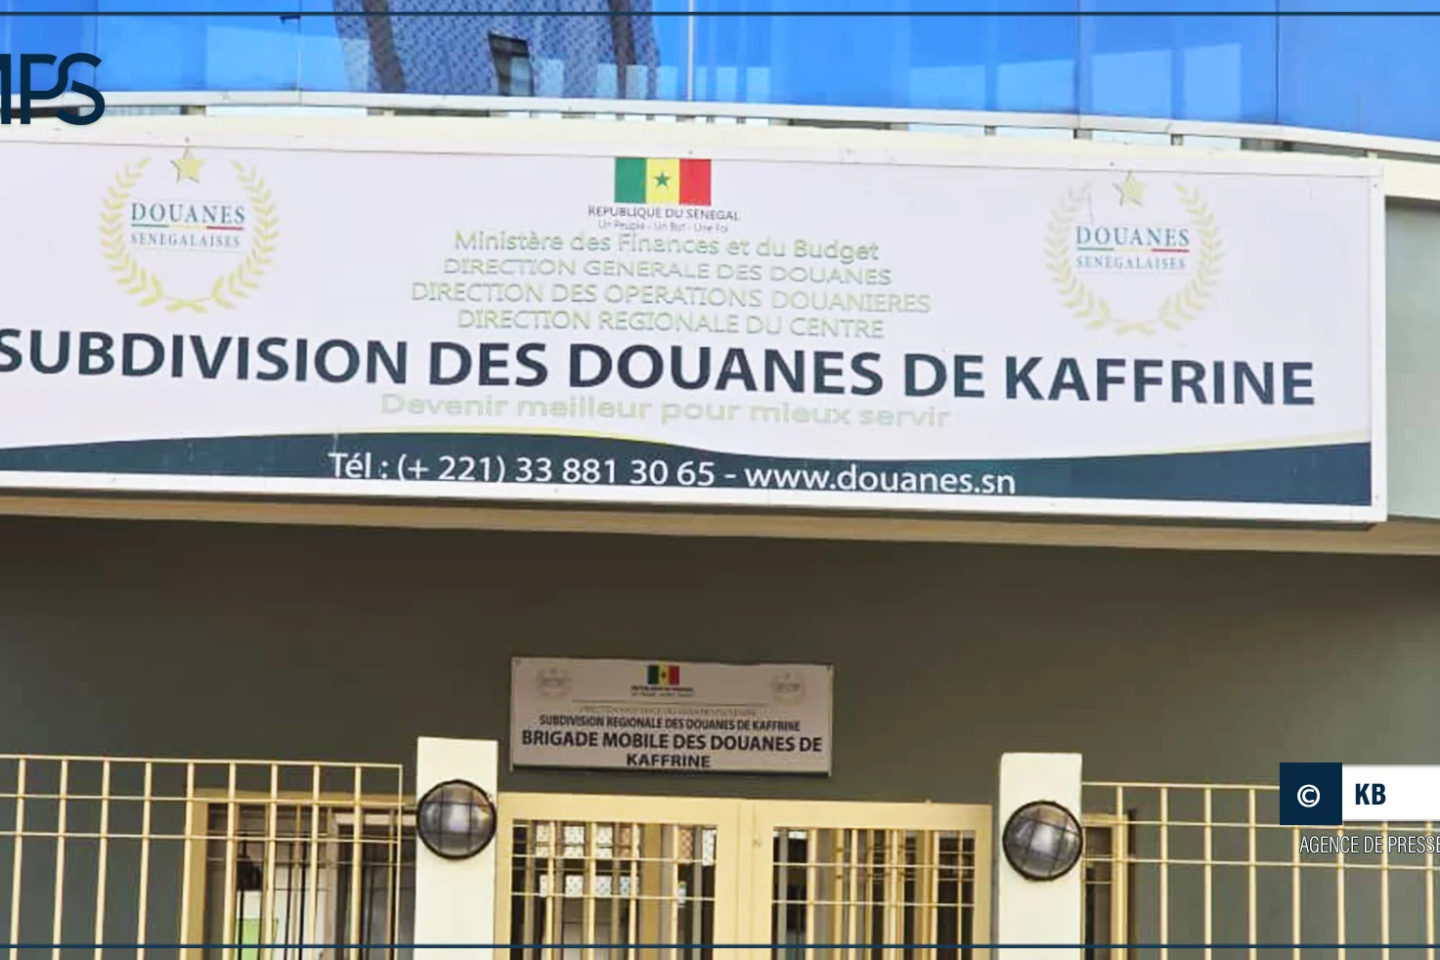 APS
DOUANES
SENEGALAISES
REPUBLIQUE DU SENEGAL
Un Peuple - Un But - Une Foi
Ministère des Finances et du Budget
DIRECTION GENERALE DES DOUANES
DIRECTION DES OPERATIONS DOUANIERES
DIRECTION REGIONALE DU CENTRE
DOUANES
SENEGALAISES
SUBDIVISION DES DOUANES DE KAFFRINE
Devenir meilleur pour mieux servir
Tél : (+ 221) 33 881 30 65 - www.douanes.sn
SUBDIVISION REGIONALE DES DOUANES DE KAFFRINE
BRIGADE MOBILE DES DOUANES DE
KAFFRINE
© KB
AGENCE DE PRESSE